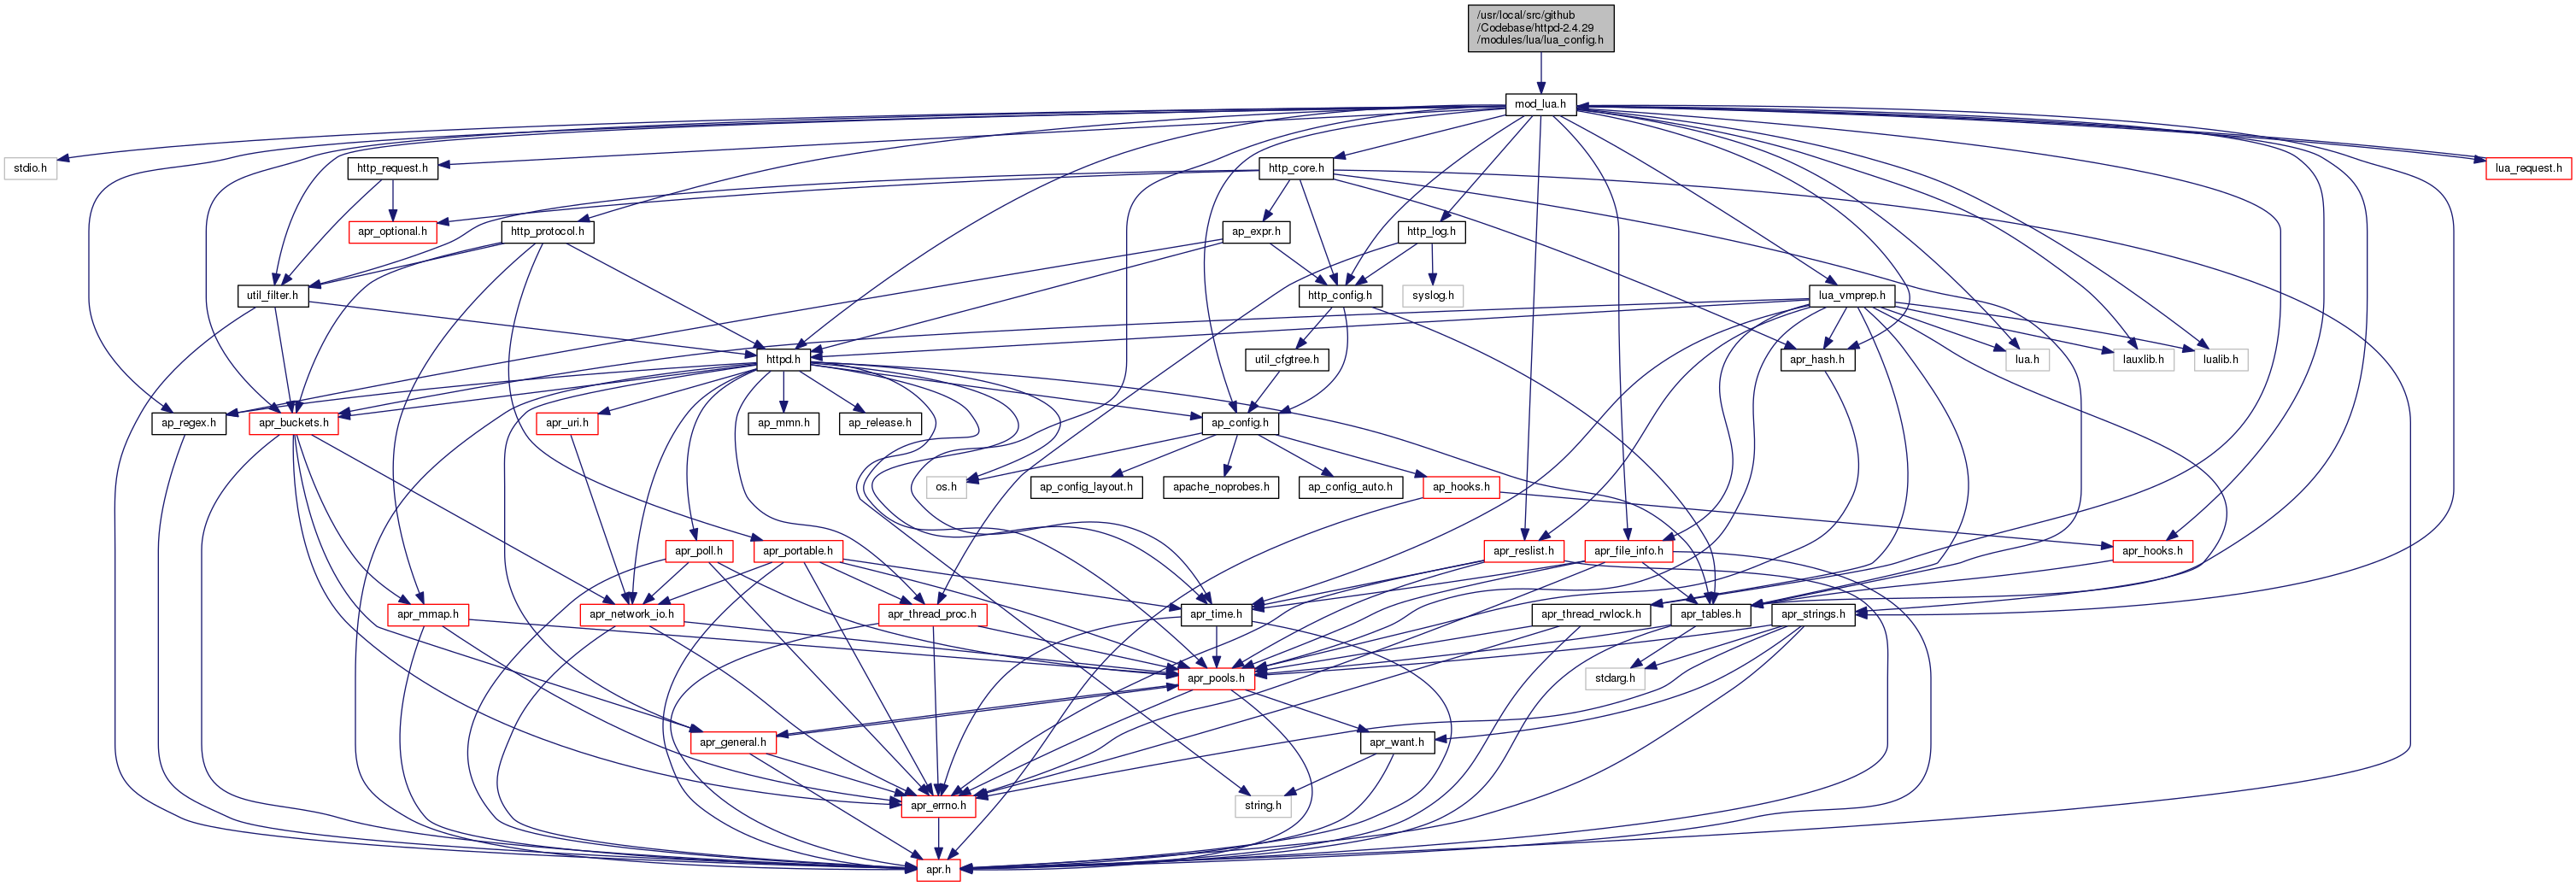 /usr/local/src/github
/Codebase/httpd-2.4.29
/modules/lua/lua_config.h
mod_lua.h
stdio.h
http_request.h
http_core.h
lua_request.h
apr_optional.h
http_protocol.h
ap_expr.h
http_log.h
util_filter.h
http_config.h
syslog.h
lua_vmprep.h
httpd.h
util_cfgtree.h
apr_hash.h
lua.h
lauxlib.h
lualib.h
ap_regex.h
apr_buckets.h
apr_uri.h
ap_mmn.h
ap_release.h
ap_config.h
os.h
ap_config_layout.h
apache_noprobes.h
ap_config_auto.h
ap_hooks.h
apr_poll.h
apr_portable.h
apr_reslist.h
apr_file_info.h
apr_hooks.h
apr_mmap.h
apr_network_io.h
apr_thread_proc.h
apr_time.h
apr_thread_rwlock.h
apr_tables.h
apr_strings.h
apr_pools.h
stdarg.h
apr_general.h
apr_want.h
apr_errno.h
string.h
apr.h